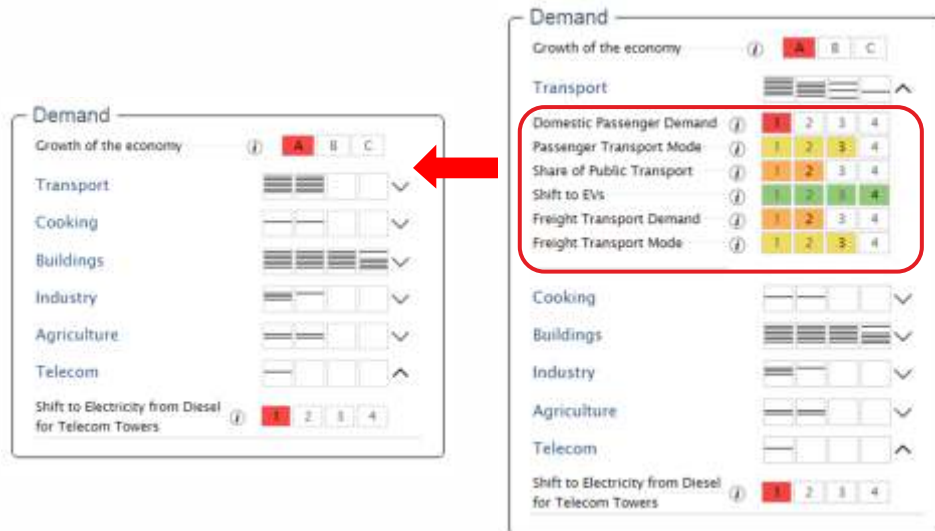 Demand
Growth of the economy i A B C
Transport
Cooking
Buildings
Industry
Agriculture
Telecom
Shift to Electricity from Diesel
for Telecom Towers i 1 2 3 4
Demand
Growth of the economy i A B C
Transport
Domestic Passenger Demand i 1 2 3 4
Passenger Transport Mode i 1 2 3 4
Share of Public Transport i 1 2 3 4
Shift to EVs i 1 2 3 4
Freight Transport Demand i 1 2 3 4
Freight Transport Mode i 1 2 3 4
Cooking
Buildings
Industry
Agriculture
Telecom
Shift to Electricity from Diesel
for Telecom Towers i 1 2 3 4